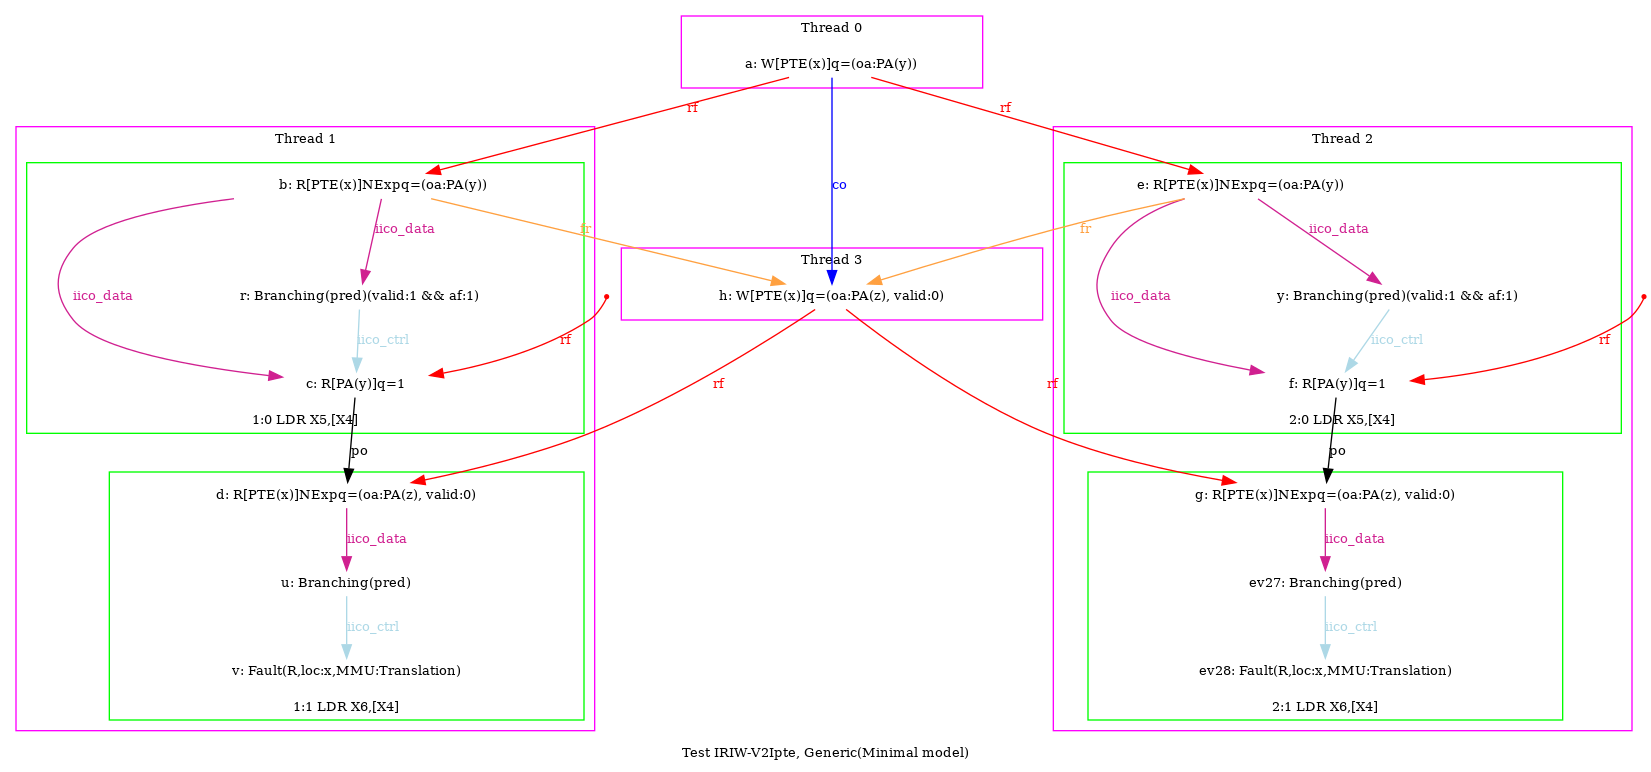 Thread 0
a: W[PTE(x)]q=(oa:PA(y))
rf
rf
Thread 1
Thread 2
b: R[PTE(x)]NExpq=(oa:PA(y))
co
e: R[PTE(x)]NExpq=(oa:PA(y))
iico_data
fr
fr
iico_data
Thread 3
iico_data
r: Branching(pred)(valid:1 && af:1)
h: W[PTE(x)]q=(oa:PA(z), valid:0)
iico_data
y: Branching(pred)(valid:1 && af:1)
iico_ctrl
rf
iico_ctrl
rf
c: R[PA(y)]q=1
rf
rf
f: R[PA(y)]q=1
1:0 LDR X5,[X4]
2:0 LDR X5,[X4]
po
po
d: R[PTE(x)]NExpq=(oa:PA(z), valid:0)
g: R[PTE(x)]NExpq=(oa:PA(z), valid:0)
iico_data
iico_data
u: Branching(pred)
ev27: Branching(pred)
iico_ctrl
iico_ctrl
v: Fault(R,loc:x,MMU:Translation)
ev28: Fault(R,loc:x,MMU:Translation)
1:1 LDR X6,[X4]
2:1 LDR X6,[X4]
Test IRIW-V2Ipte, Generic(Minimal model)